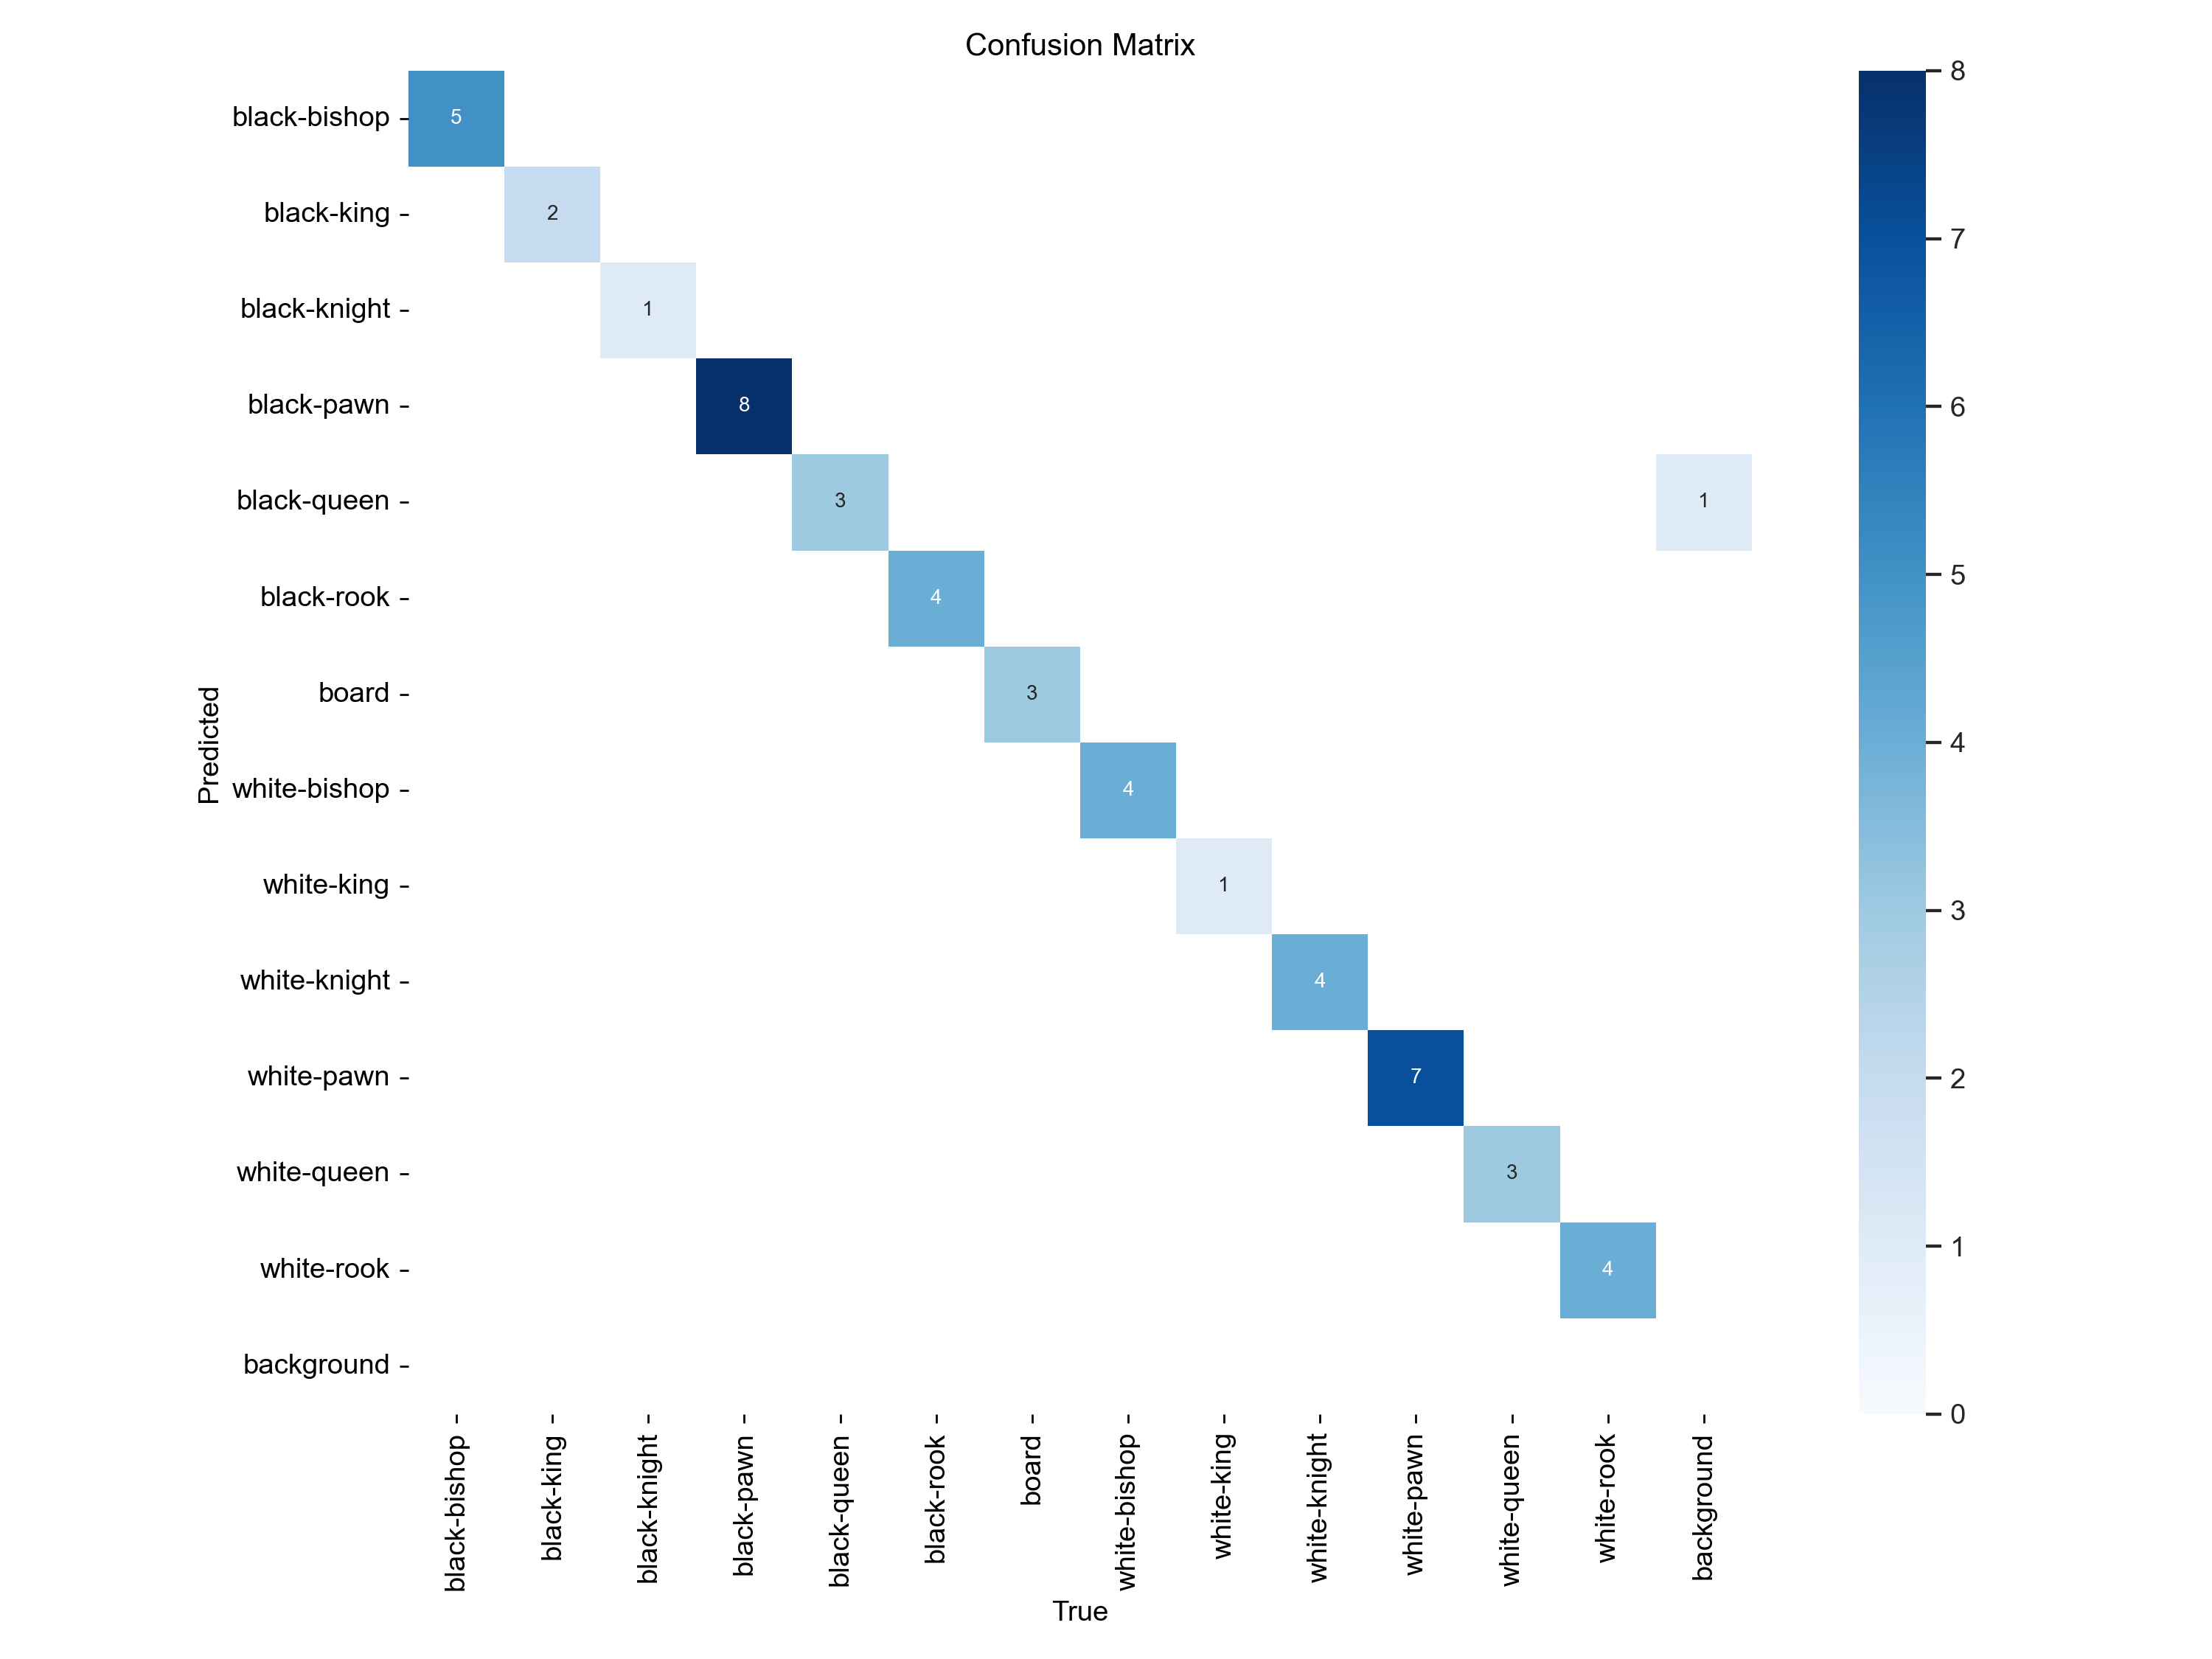 Confusion Matrix
black-bishop
black-king
black-knight
black-pawn
black-queen
black-rook
board
white-bishop
white-king
white-knight
white-pawn
white-queen
white-rook
background
Predicted
5
2
1
8
3
1
4
3
4
1
4
7
3
4
black-bishop
black-king
black-knight
black-pawn
black-queen
black-rook
board
white-bishop
white-king
white-knight
white-pawn
white-queen
white-rook
background
True
8
7
6
5
4
3
2
1
0